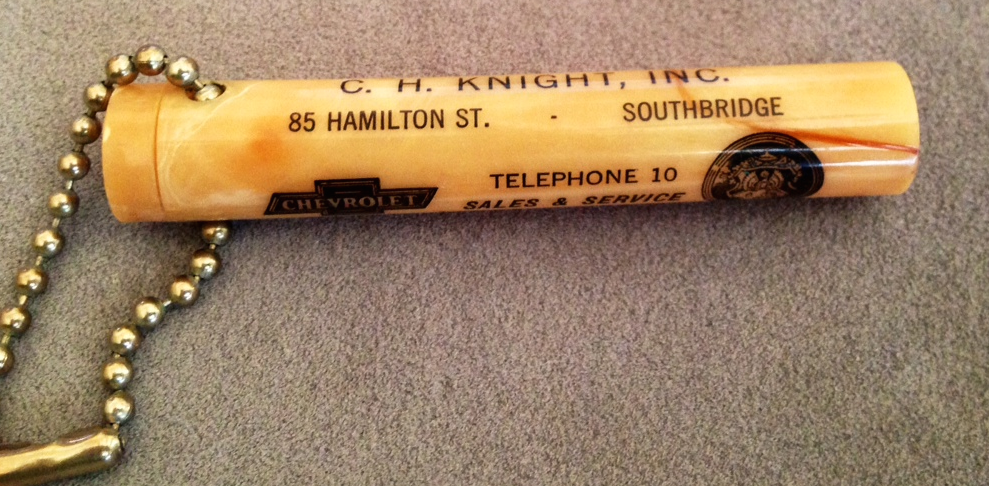 C. H. KNIGHT, INC.
85 HAMILTON ST. - SOUTHBRIDGE
TELEPHONE 10
CHEVROLET SALES & SERVICE